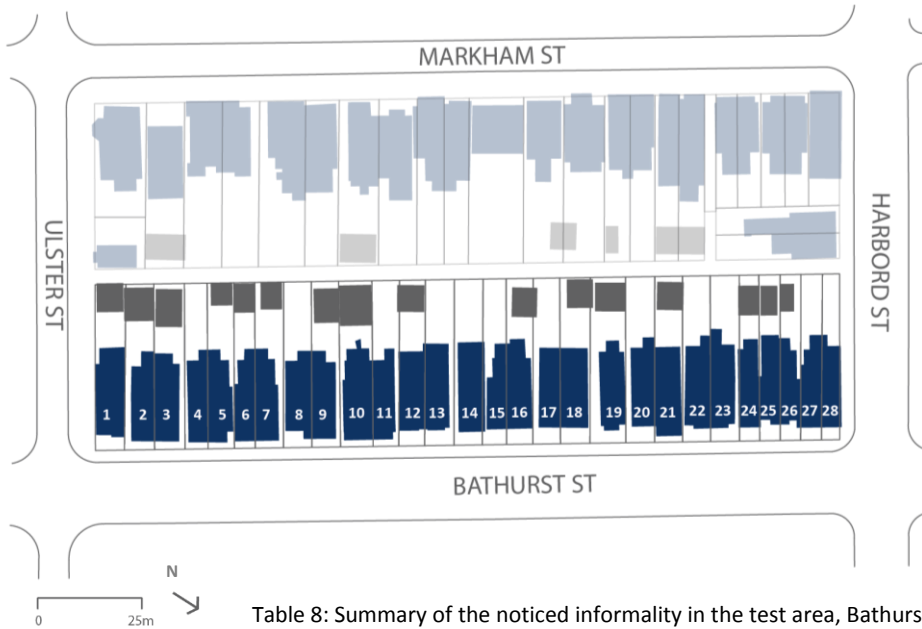 MARKHAM ST
ULSTER ST
HARBORD ST
1 2 3 4 5 6 7 8 9 10 11 12 13 14 15 16 17 18 19 20 21 22 23 24 25 26 27 28
BATHURST ST
N
0 25m
Table 8: Summary of the noticed informality in the test area, Bathurs